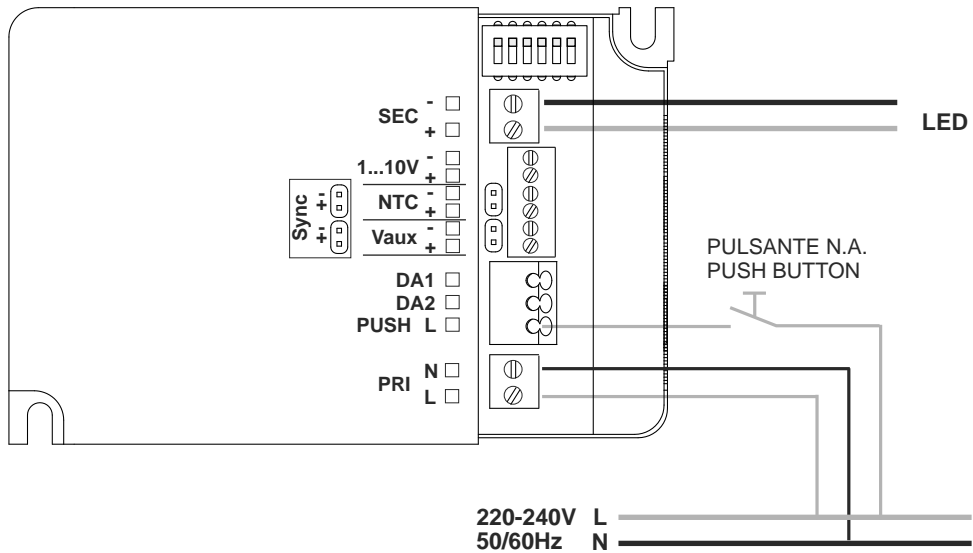 SEC -
+
LED
1...10V -
+
NTC -
+
Vaux -
+
Sync
+-
+-
PULSANTE N.A.
PUSH BUTTON
DA1
DA2
PUSH L
PRI N
L
220-240V L
50/60Hz N